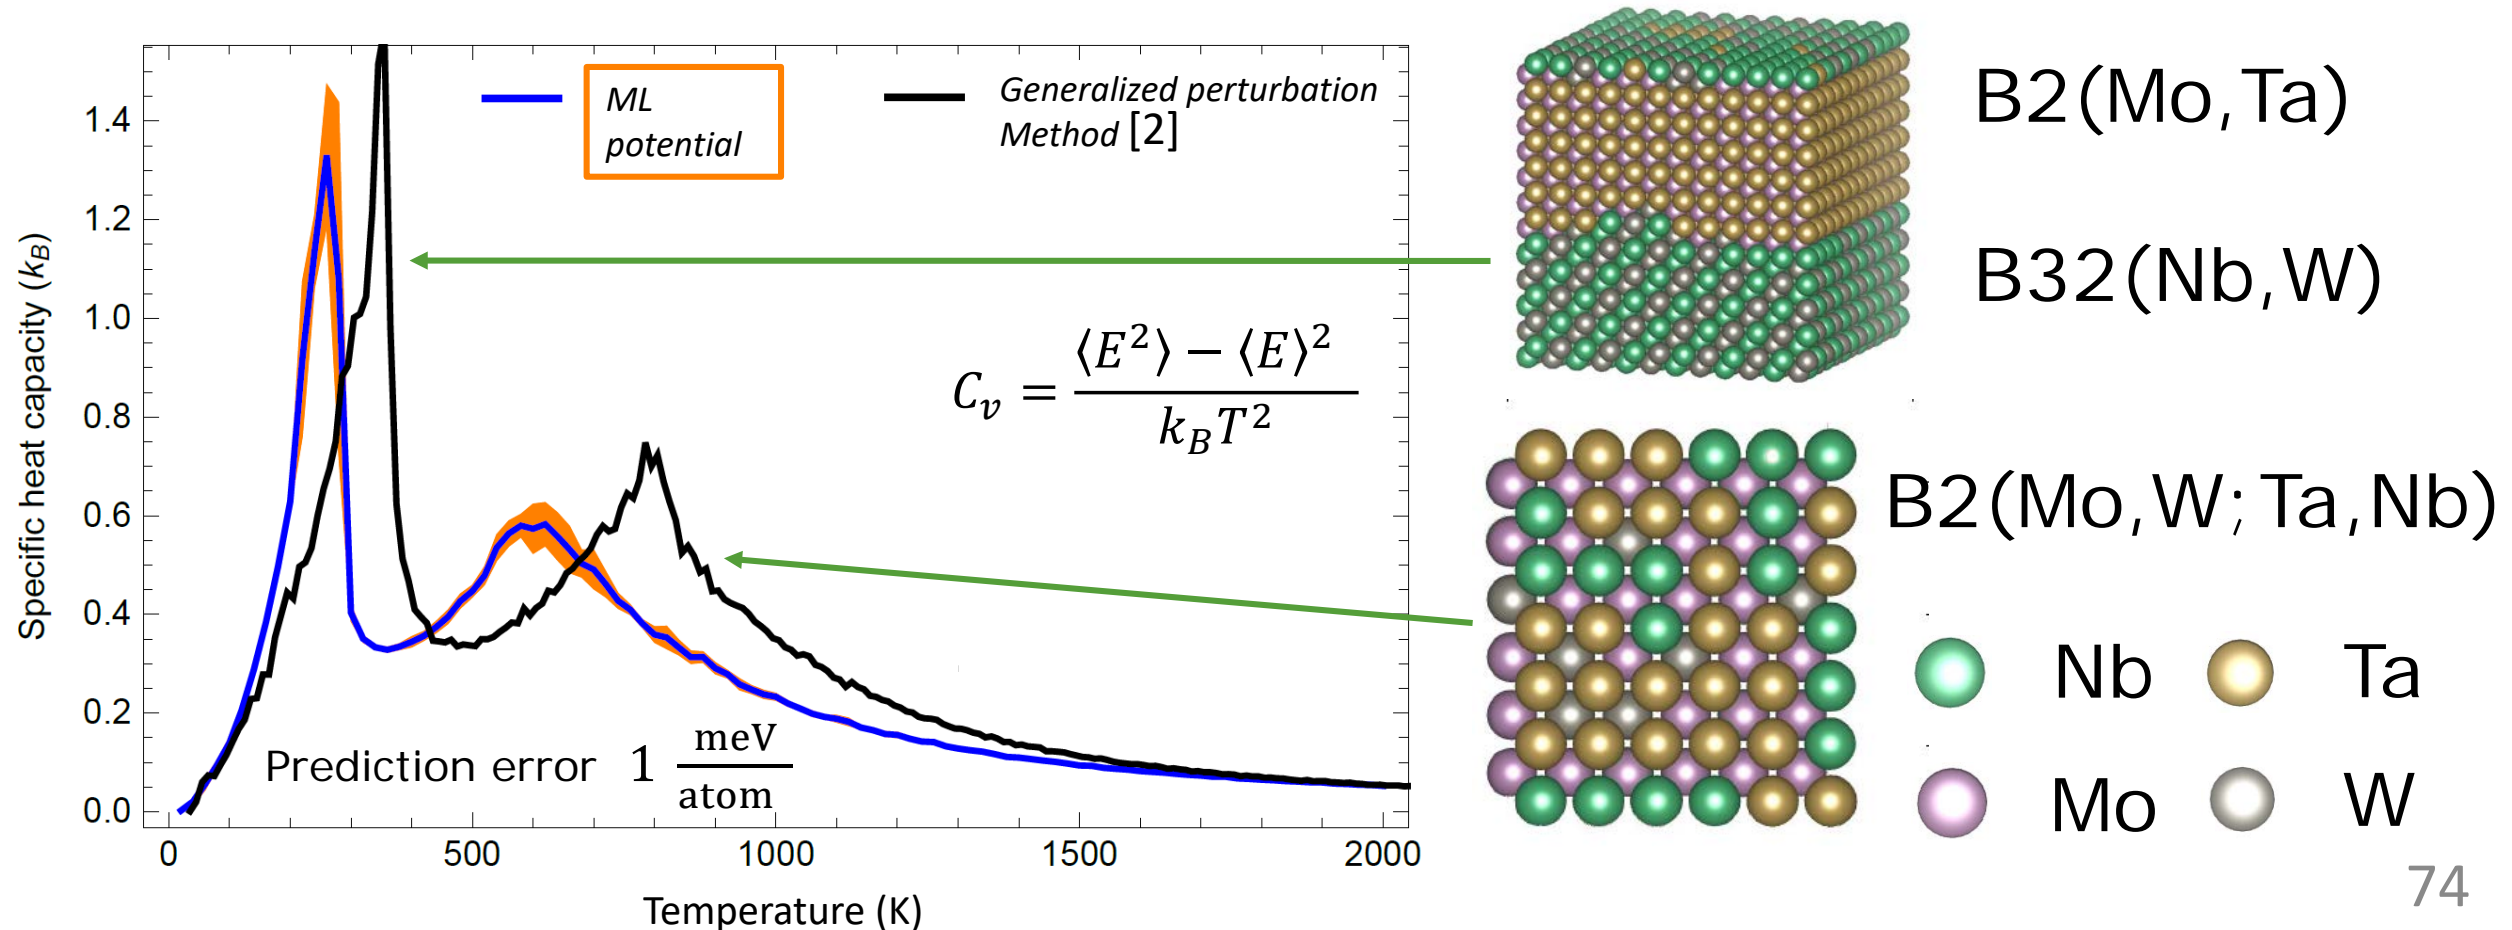 ML
potential
Generalized perturbation
Method [2]
Specific heat capacity (k_B)
1.4
1.2
1.0
0.8
0.6
0.4
0.2
0.0
C_v = (⟨E²⟩ − ⟨E⟩²) / (k_B T²)
Prediction error 1 meV/atom
0 500 1000 1500 2000
Temperature (K)
B2(Mo,Ta)
B32(Nb,W)
B2(Mo,W;Ta,Nb)
Nb Ta
Mo W
74